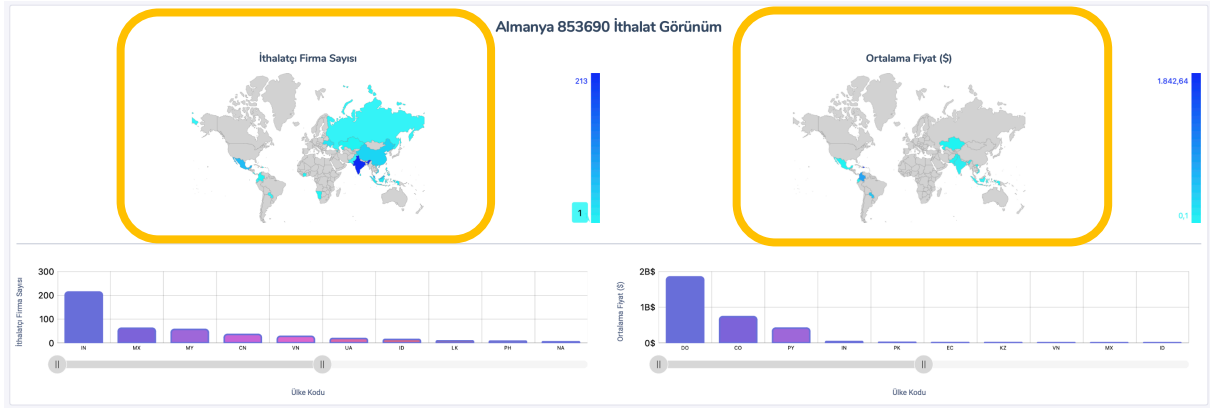 Almanya 853690 İthalat Görünüm
İthalatçı Firma Sayısı
213
1
Ortalama Fiyat ($)
1.842,64
0,1
İthalatçı Firma Sayısı
300
200
100
0
IN MX MY CN VN UA ID LK PH NA
Ülke Kodu
Ortalama Fiyat ($)
2B$
1B$
0$
DO CO PY IN PK EC KZ VN MX ID
Ülke Kodu